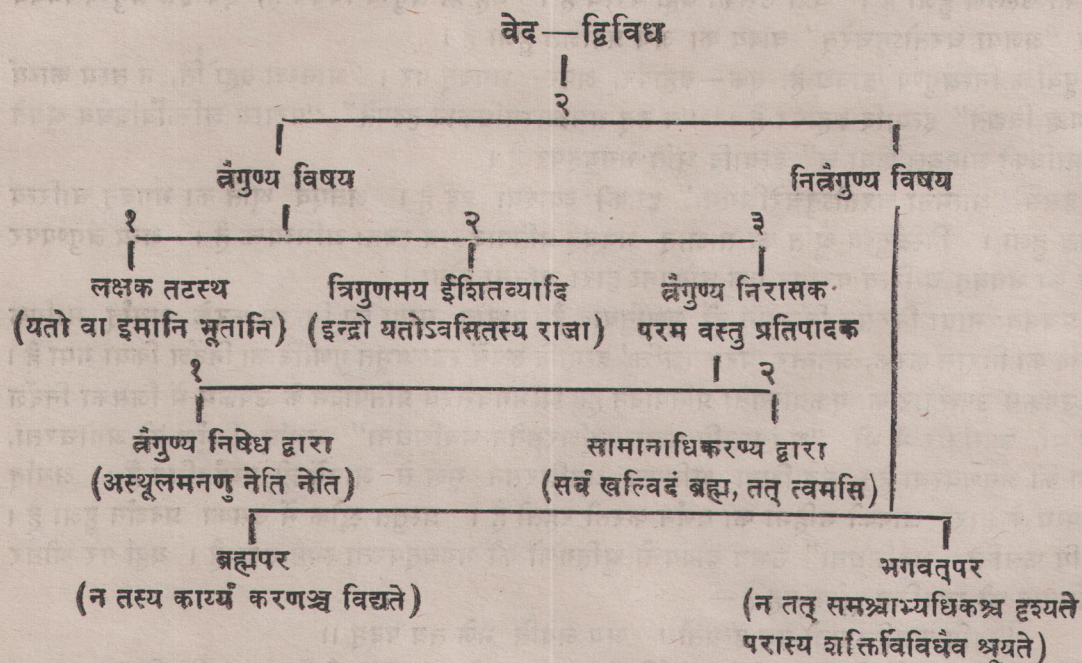 वेद—द्विविध
२
त्रैगुण्य विषय
नित्रैगुण्य विषय
१ २ ३
लक्षक तटस्थ त्रिगुणमय ईशितव्यादि त्रैगुण्य निरासक
(यतो वा इमानि भूतानि) (इन्द्रो यतोऽवसितस्य राजा) परम वस्तु प्रतिपादक
१ २
त्रैगुण्य निषेध द्वारा सामानाधिकरण्य द्वारा
(अस्थूलमनणु नेति नेति) (सर्वं खल्विदं ब्रह्म, तत् त्वमसि)
ब्रह्मपर भगवत्पर
(न तस्य कार्य्यं करणञ्च विद्यते) (न तत् समश्चाभ्यधिकश्च दृश्यते
परास्य शक्तिर्विविधैव श्रयते)